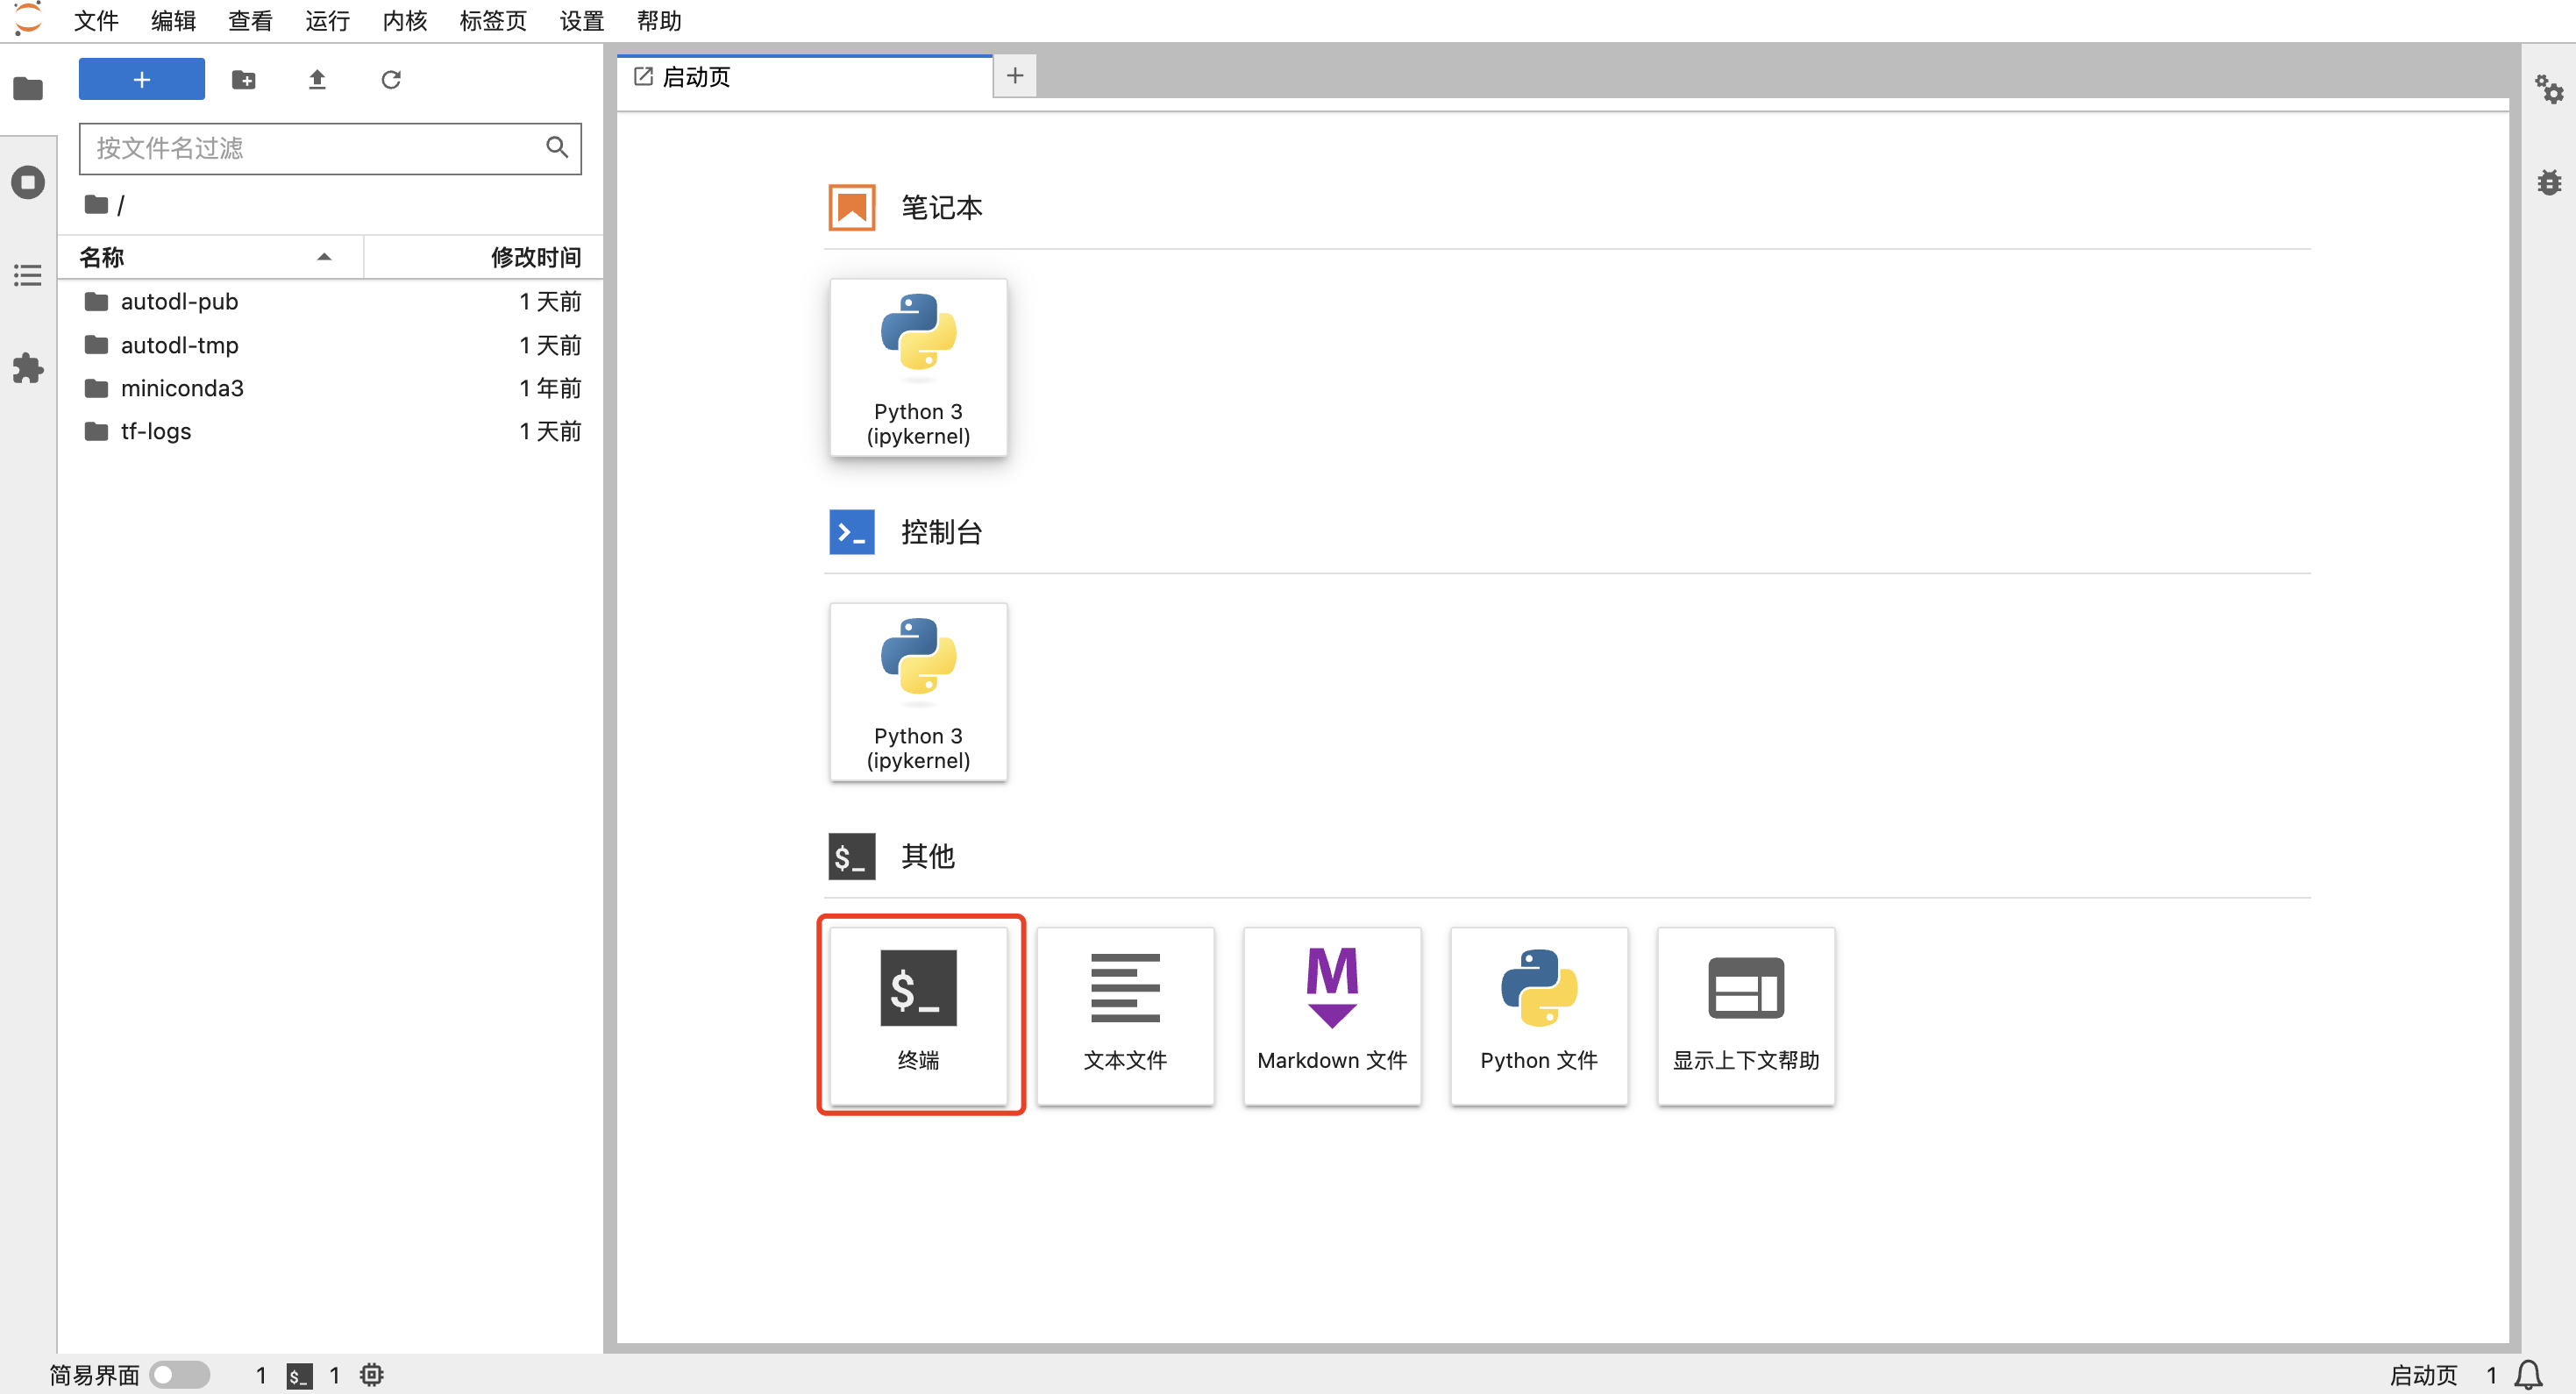 文件 编辑 查看 运行 内核 标签页 设置 帮助
+
按文件名过滤
/
名称 修改时间
autodl-pub 1 天前
autodl-tmp 1 天前
miniconda3 1 年前
tf-logs 1 天前
启动页 +
笔记本
Python 3
(ipykernel)
控制台
Python 3
(ipykernel)
$_ 其他
$_
终端
文本文件
M
Markdown 文件
Python 文件
显示上下文帮助
简易界面 1 $_ 1
启动页 1